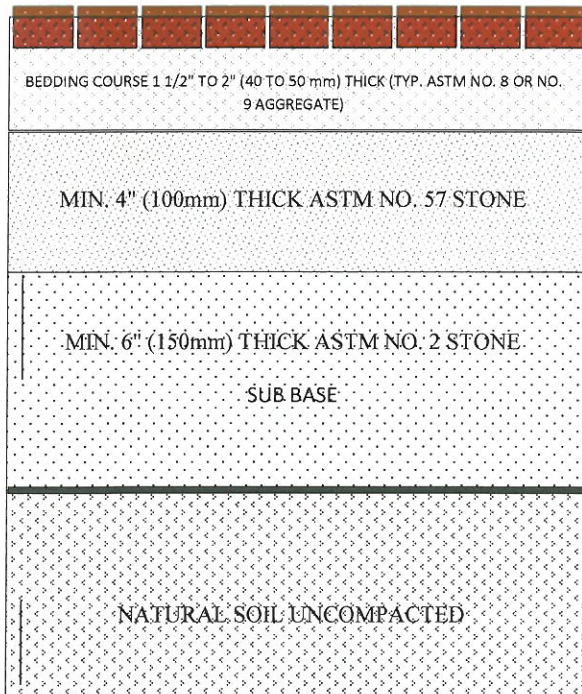 BEDDING COURSE 1 1/2" TO 2" (40 TO 50 mm) THICK (TYP. ASTM NO. 8 OR NO.
9 AGGREGATE)
MIN. 4" (100mm) THICK ASTM NO. 57 STONE
MIN. 6" (150mm) THICK ASTM NO. 2 STONE
SUB BASE
NATURAL SOIL UNCOMPACTED